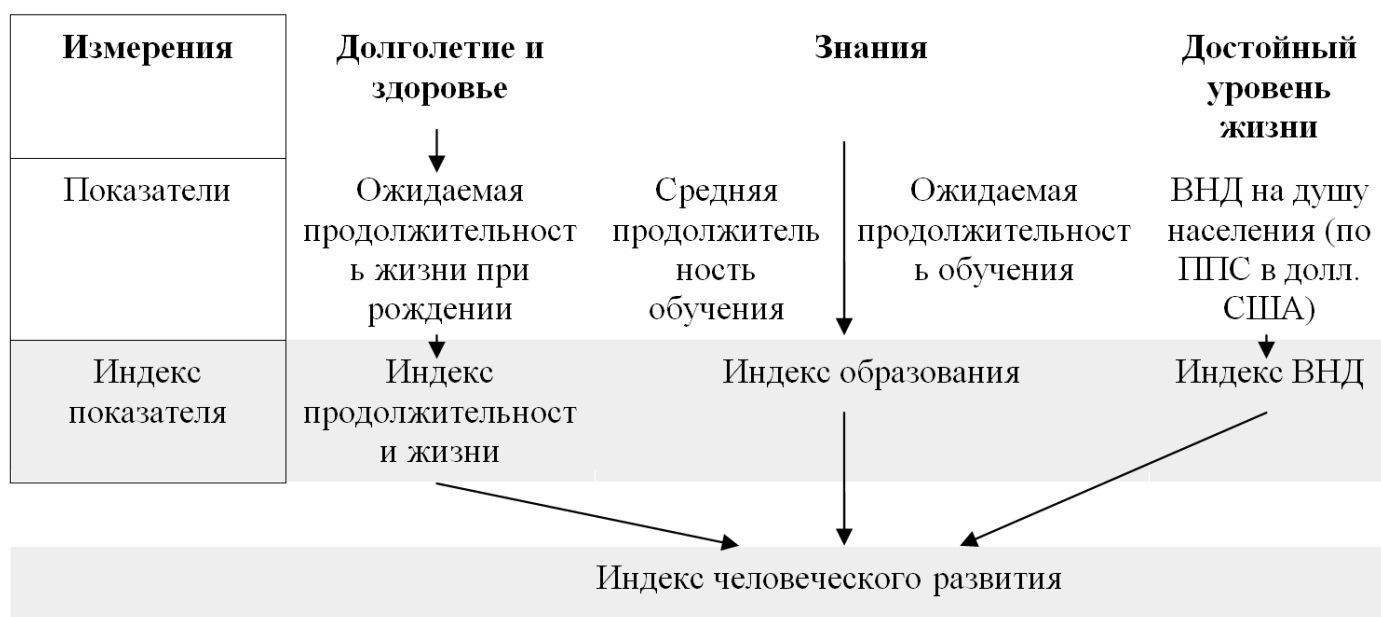 Измерения
Долголетие и
здоровье
Знания
Достойный
уровень
жизни
Показатели
Ожидаемая
продолжительност
ь жизни при
рождении
Средняя
продолжитель
ность
обучения
Ожидаемая
продолжительност
ь обучения
ВНД на душу
населения (по
ППС в долл.
США)
Индекс
показателя
Индекс
продолжительност
и жизни
Индекс образования
Индекс ВНД
Индекс человеческого развития